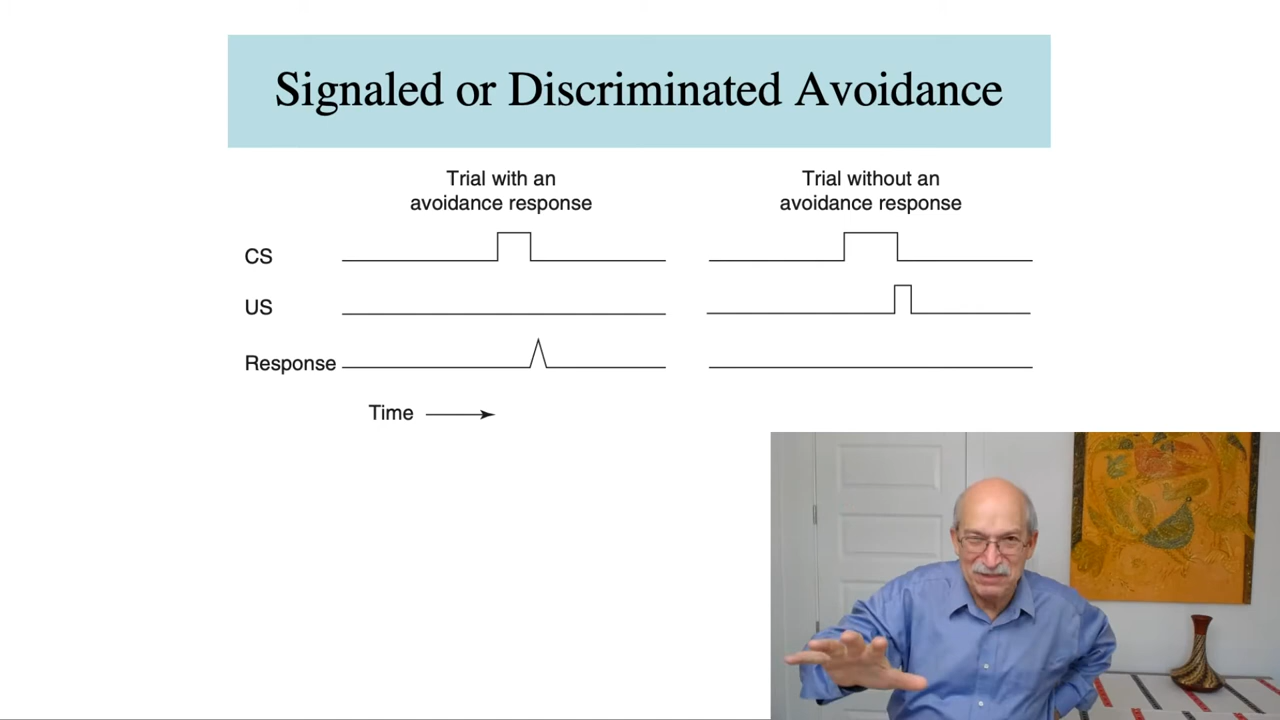 Signaled or Discriminated Avoidance
Trial with an
avoidance response
Trial without an
avoidance response
CS
US
Response
Time